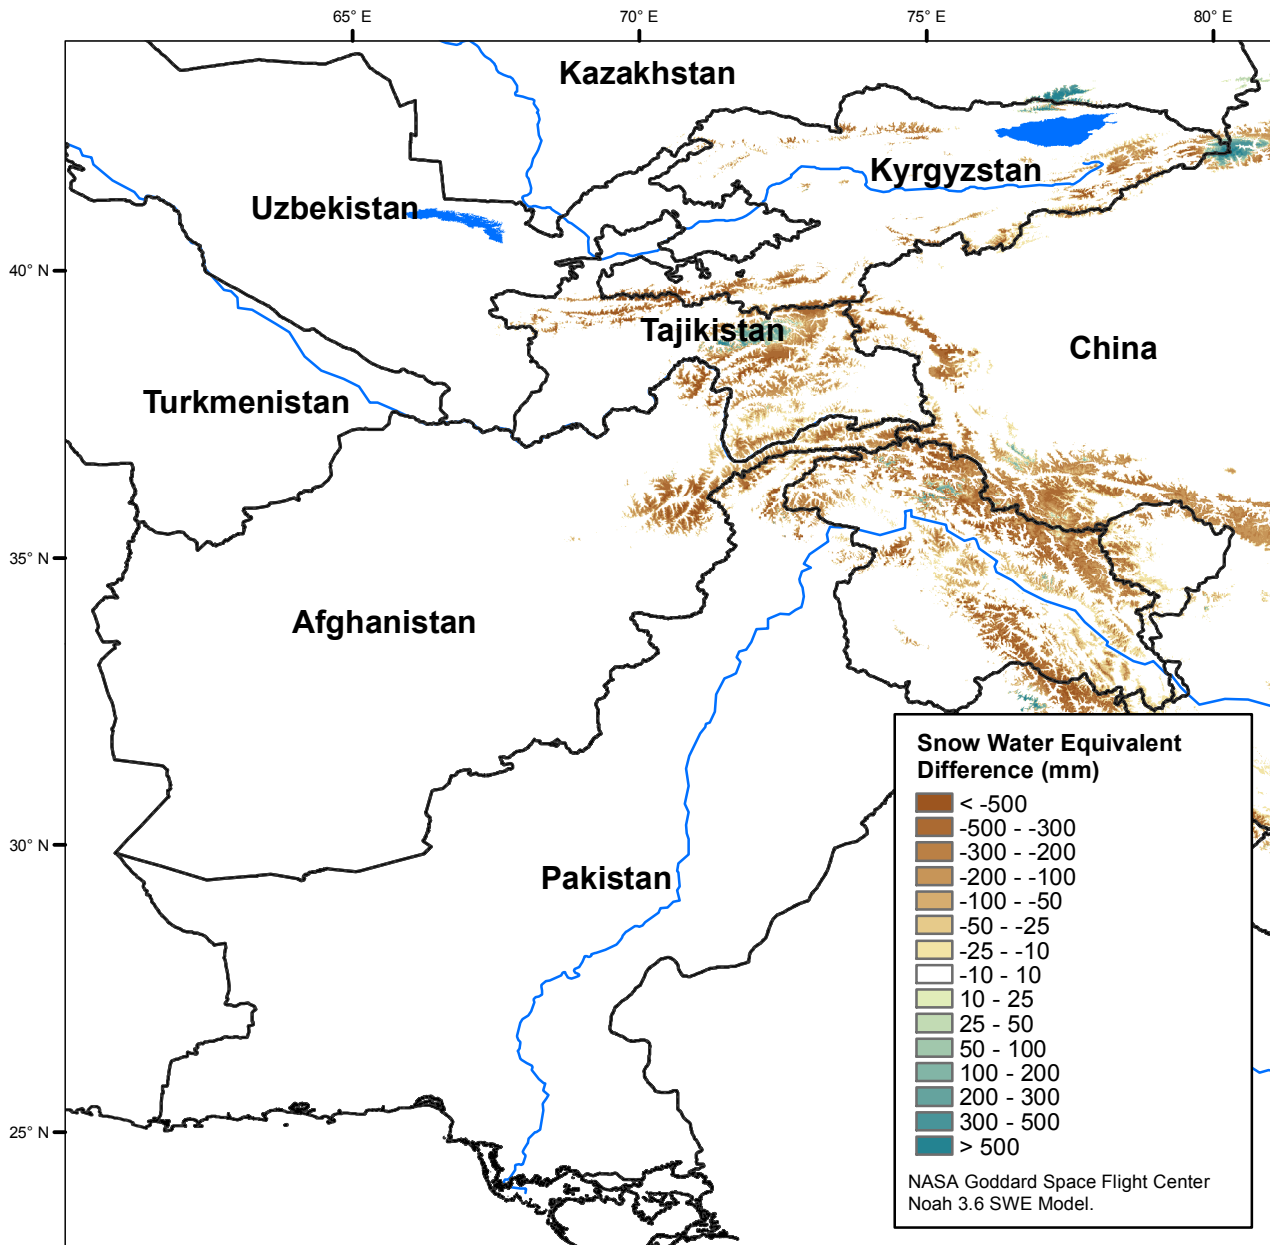 65° E
70° E
75° E
80° E
Kazakhstan
Kyrgyzstan
Uzbekistan
40° N
Tajikistan
China
Turkmenistan
35° N
Afghanistan
Snow Water Equivalent
Difference (mm)
< -500
-500 - -300
-300 - -200
-200 - -100
-100 - -50
-50 - -25
-25 - -10
-10 - 10
10 - 25
25 - 50
50 - 100
100 - 200
200 - 300
300 - 500
> 500
30° N
Pakistan
25° N
NASA Goddard Space Flight Center
Noah 3.6 SWE Model.